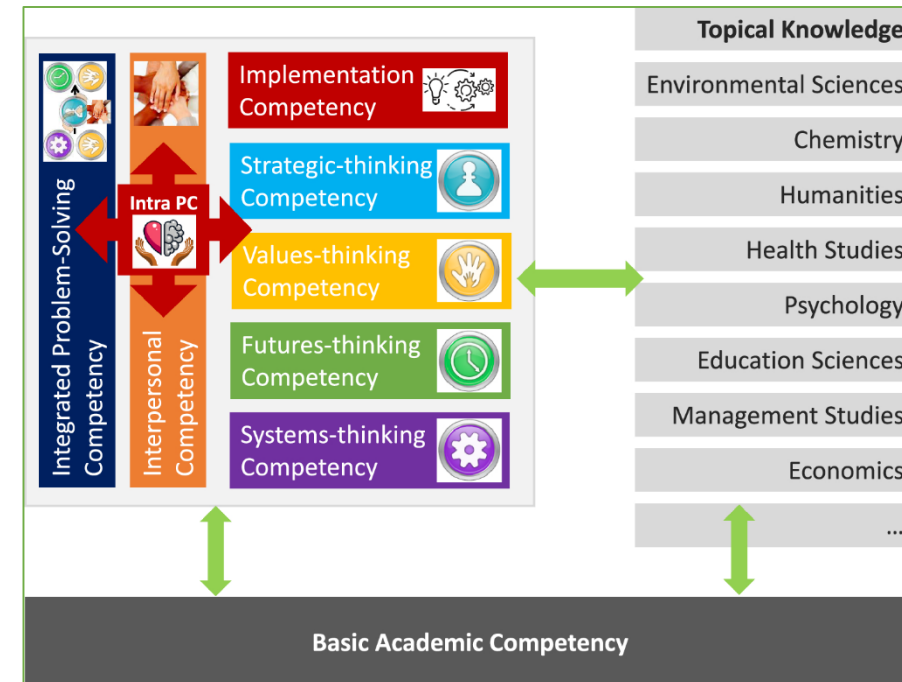 Integrated Problem-Solving
Competency
Interpersonal
Competency
Intra PC
Implementation
Competency
Strategic-thinking
Competency
Values-thinking
Competency
Futures-thinking
Competency
Systems-thinking
Competency
Topical Knowledge
Environmental Sciences
Chemistry
Humanities
Health Studies
Psychology
Education Sciences
Management Studies
Economics
...
Basic Academic Competency